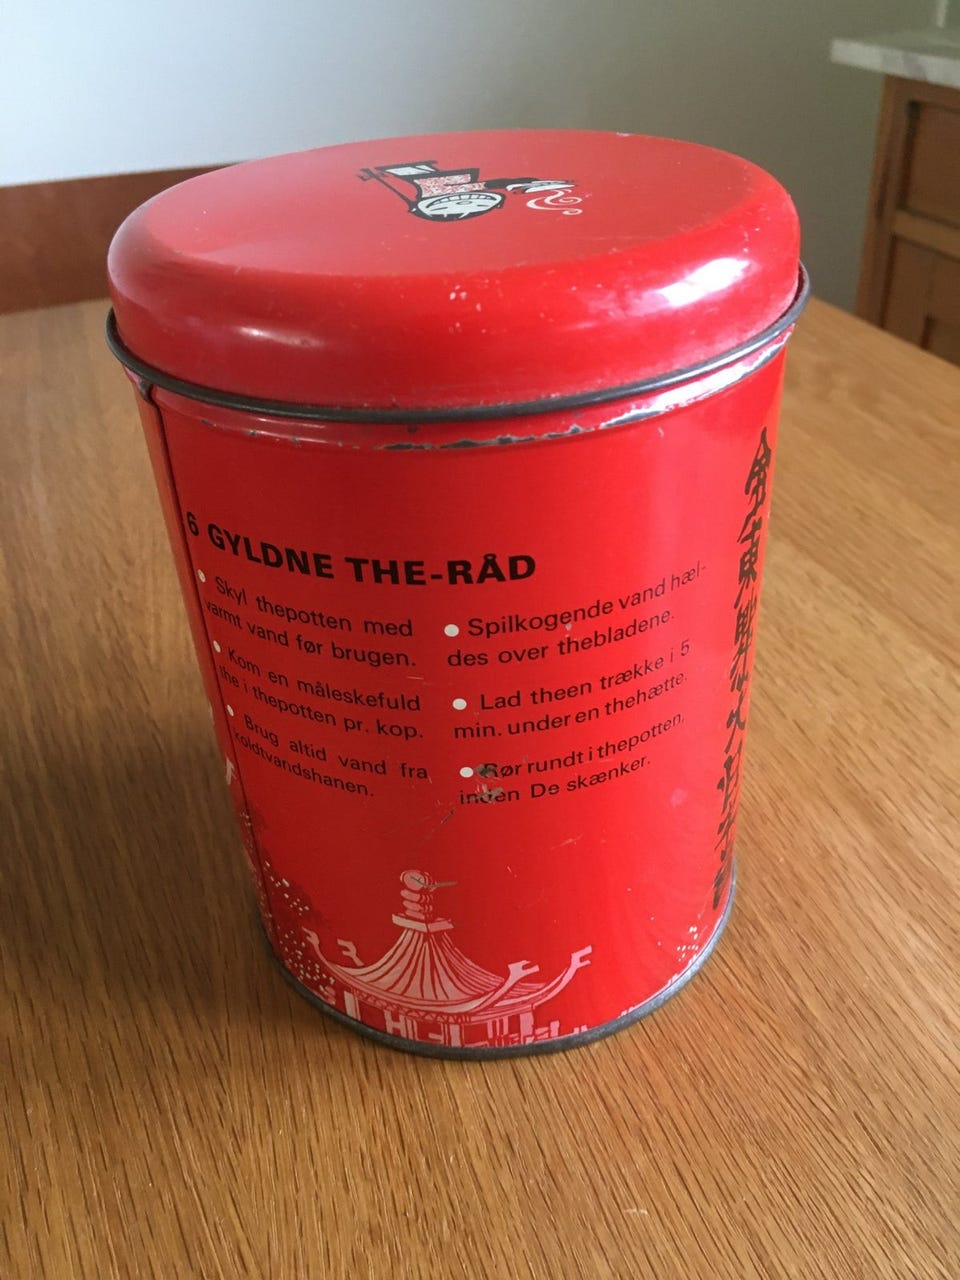 6 GYLDNE THE-RÅD
Skyl thepotten med
varmt vand før brugen.
Kom en måleskefuld
the i thepotten pr. kop.
Brug altid vand fra
koldtvandshanen.
Spilkogende vand hæl-
des over thebladene.
Lad theen trække i 5
min. under en thehætte.
Rør rundt i thepotten,
inden De skænker.